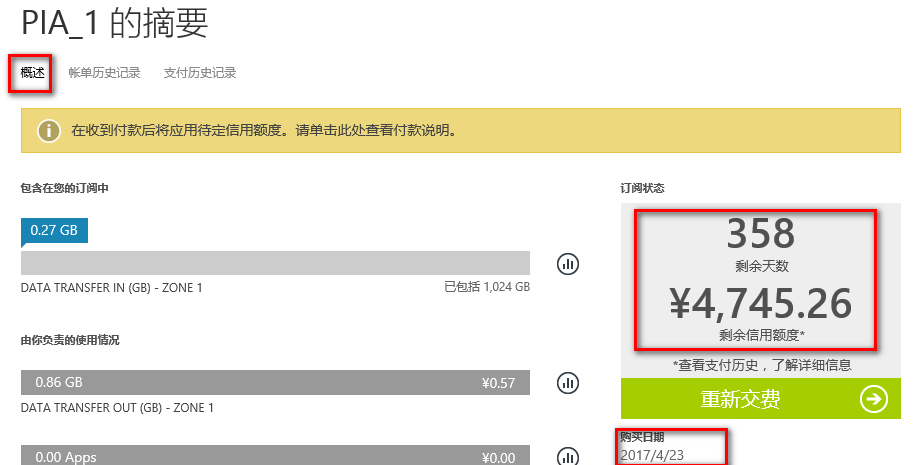 PIA_1 的摘要
概述 帐单历史记录 支付历史记录
在收到付款后将应用待定信用额度。请单击此处查看付款说明。
包含在您的订阅中
0.27 GB
DATA TRANSFER IN (GB) - ZONE 1 已包括 1,024 GB
由你负责的使用情况
0.86 GB ¥0.57
DATA TRANSFER OUT (GB) - ZONE 1
0.00 Apps ¥0.00
订阅状态
358
剩余天数
¥4,745.26
剩余信用额度*
*查看支付历史，了解详细信息
重新交费
购买日期
2017/4/23